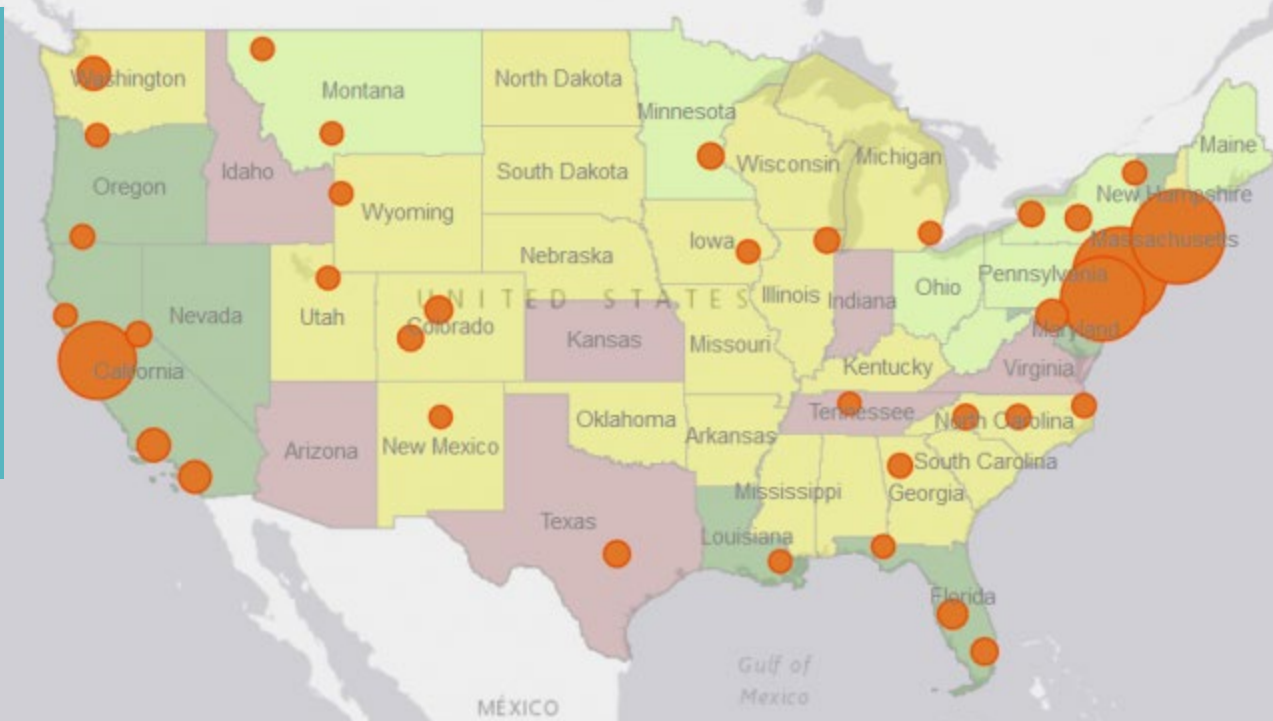 Washington
Montana
North Dakota
Minnesota
Maine
Idaho
Oregon
South Dakota
Wisconsin
Michigan
New Hampshire
Wyoming
Massachusetts
Nebraska
Iowa
Nevada
Utah
UNITED STATES
Illinois
Indiana
Ohio
Pennsylvania
Colorado
Kansas
Missouri
Maryland
California
Kentucky
Virginia
Arizona
New Mexico
Oklahoma
Arkansas
Tennessee
North Carolina
South Carolina
Mississippi
Georgia
Texas
Louisiana
Florida
Gulf of
Mexico
MÉXICO